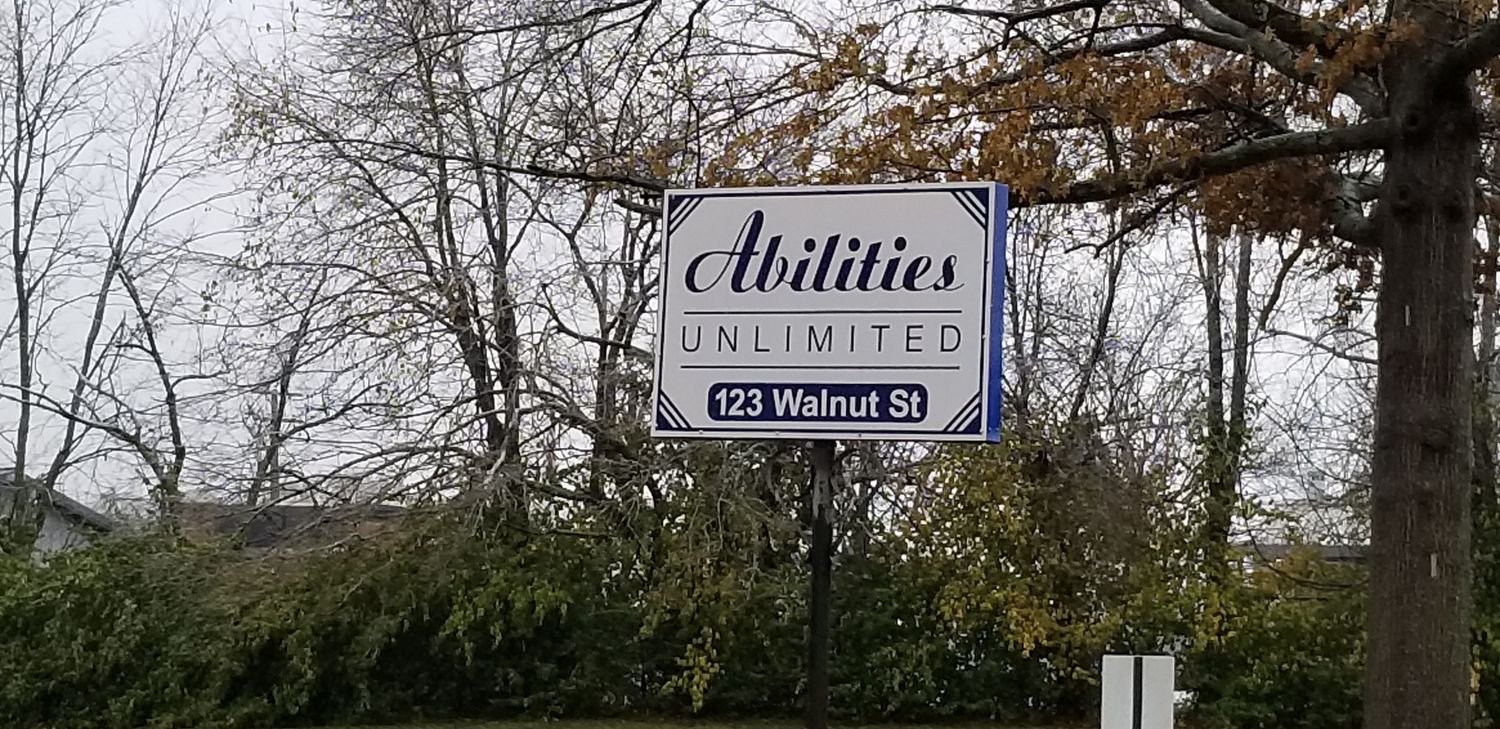 Abilities
UNLIMITED
123 Walnut St